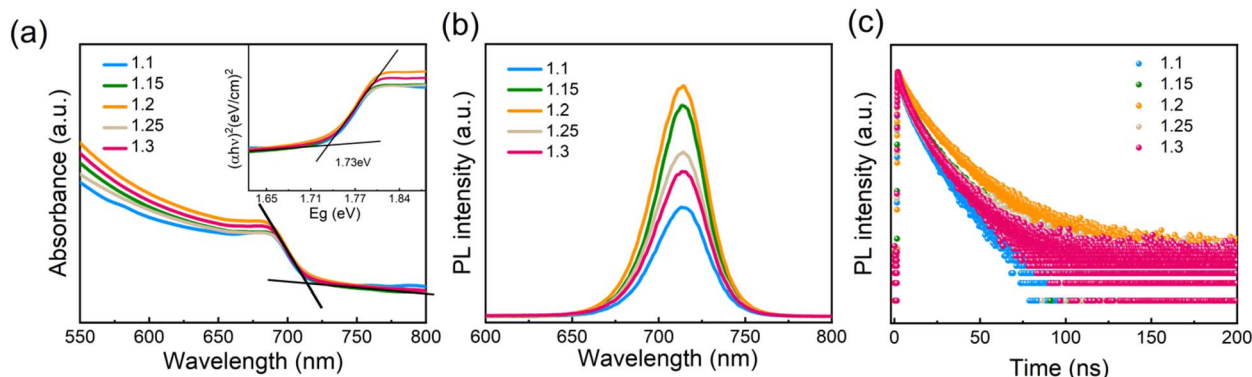 (a)
Absorbance (a.u.)
1.1
1.15
1.2
1.25
1.3
(αhν)²(eV/cm)²
1.73eV
1.65 1.71 1.77 1.84
Eg (eV)
550 600 650 700 750 800
Wavelength (nm)
(b)
PL intensity (a.u.)
1.1
1.15
1.2
1.25
1.3
600 650 700 750 800
Wavelength (nm)
(c)
PL intensity (a.u.)
1.1
1.15
1.2
1.25
1.3
0 50 100 150 200
Time (ns)